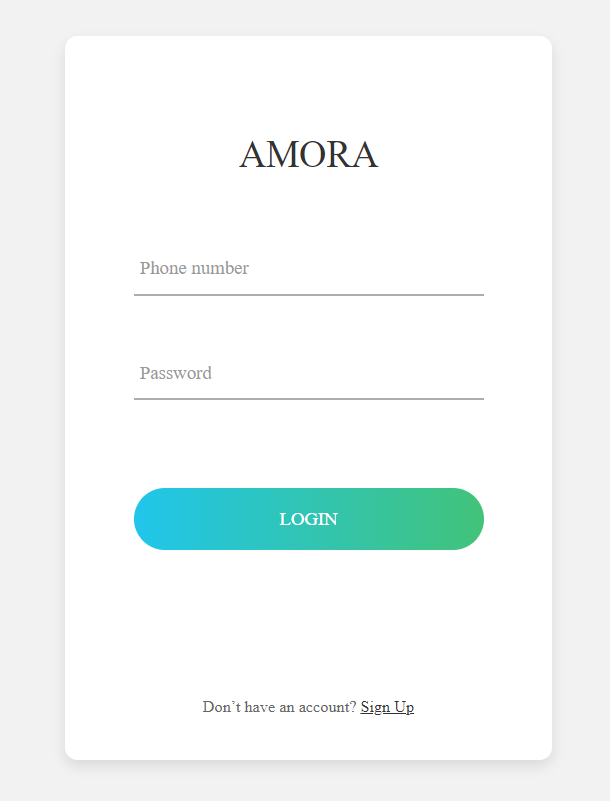 AMORA
Phone number
Password
LOGIN
Don’t have an account? Sign Up